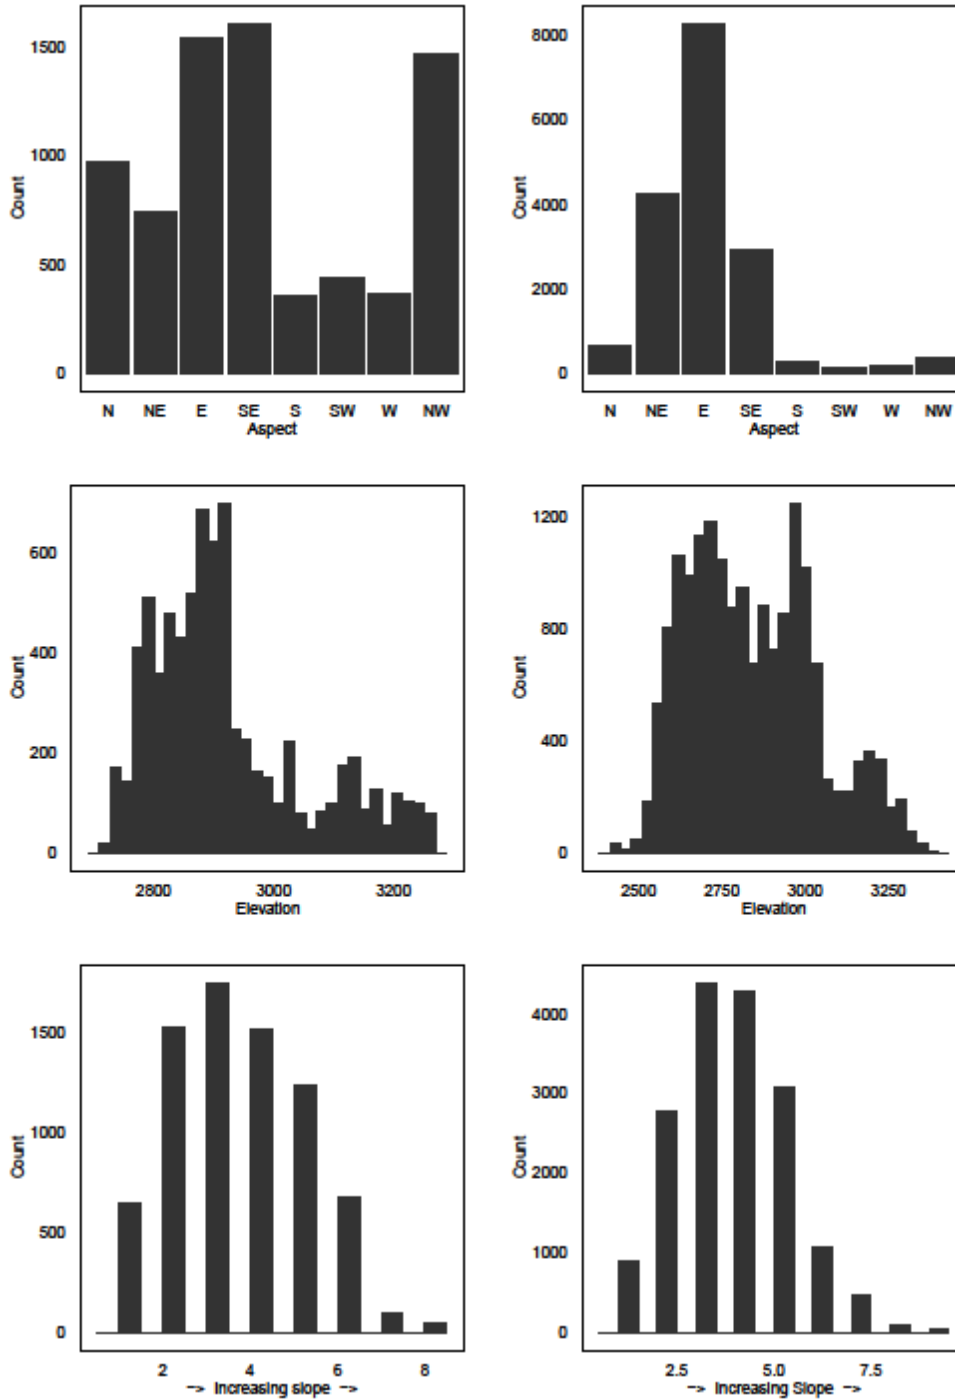 1500
1000
500
0
Count
N NE E SE S SW W NW
Aspect
8000
6000
4000
2000
0
Count
N NE E SE S SW W NW
Aspect
600
400
200
0
Count
2800 3000 3200
Elevation
1200
800
400
0
Count
2500 2750 3000 3250
Elevation
1500
1000
500
0
Count
2 4 6 8
--> Increasing slope -->
4000
3000
2000
1000
0
Count
2.5 5.0 7.5
--> Increasing Slope -->